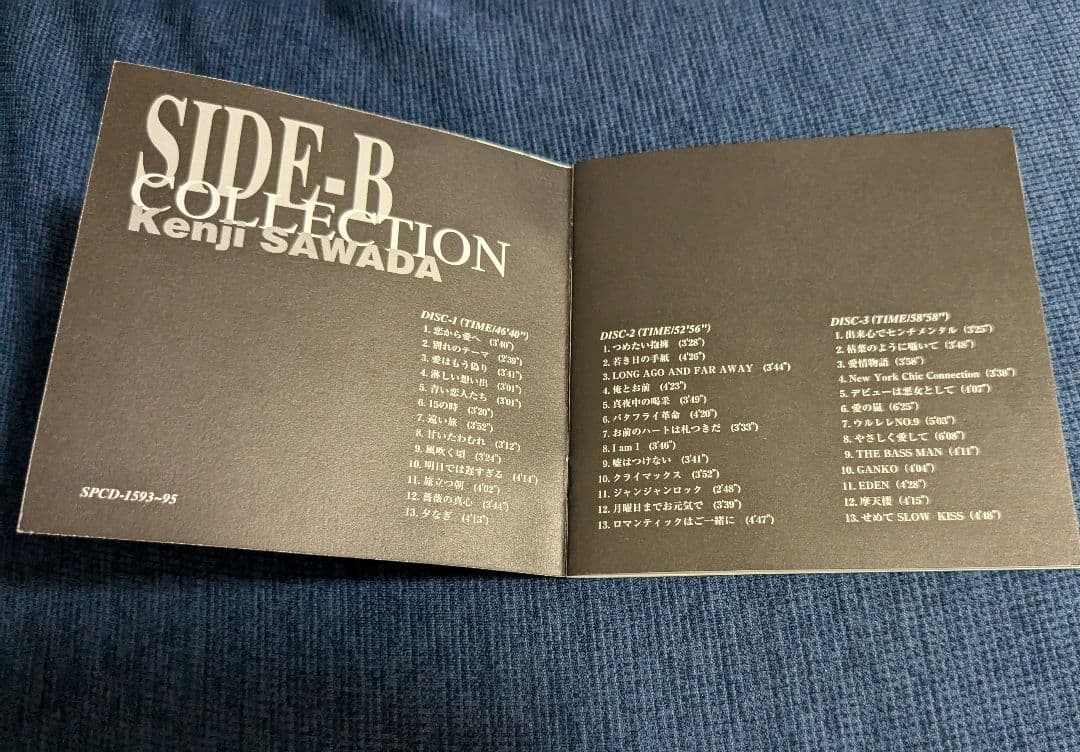 SIDE-B
COLLECTION
Kenji SAWADA
DISC-1 (TIME/46'40")
1. 恋から愛へ (3'40")
2. 別れのテーマ (2'39")
3. 愛はもう偽り (3'41")
4. 淋しい想い出 (3'01")
5. 青い恋人たち (3'01")
6. 15の時 (3'20")
7. 遠い旅 (3'52")
8. 甘いたわむれ (3'12")
9. 風吹く頃 (3'24")
10. 明日では遅すぎる (4'14")
11. 旅立つ朝 (4'02")
12. 薔薇の真心 (3'44")
13. 夕なぎ (4'13")
SPCD-1593~95
DISC-2 (TIME/52'56")
1. つめたい抱擁 (3'28")
2. 若き日の手紙 (4'26")
3. LONG AGO AND FAR AWAY (3'44")
4. 俺とお前 (4'23")
5. 真夜中の喝采 (3'49")
6. バタフライ革命 (4'20")
7. お前のハートは札つきだ (3'33")
8. I am I (3'46")
9. 嘘はつけない (3'41")
10. クライマックス (3'52")
11. ジャンジャンロック (2'48")
12. 月曜日までお元気で (3'39")
13. ロマンティックはご一緒に (4'47")
DISC-3 (TIME/58'58")
1. 出来心でセンチメンタル (3'25")
2. 枯葉のように囁いて (3'48")
3. 愛情物語 (3'58")
4. New York Chic Connection (3'38")
5. デビューは悪女として (4'07")
6. 愛の嵐 (6'25")
7. ウルレレNO.9 (5'03")
8. やさしく愛して (6'08")
9. THE BASS MAN (4'11")
10. GANKO (4'04")
11. EDEN (4'28")
12. 摩天楼 (4'15")
13. せめて SLOW KISS (4'48")